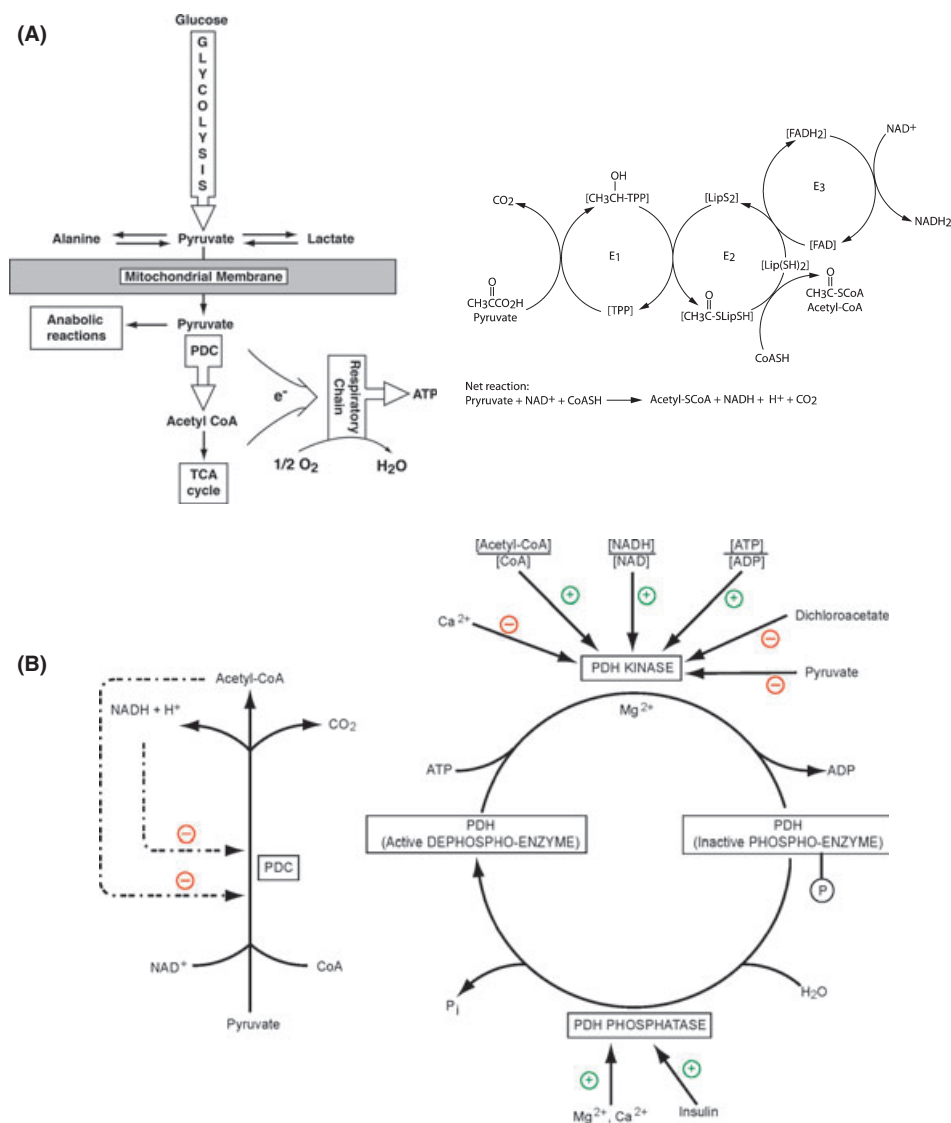 (A)
Glucose
GLYCOLYSIS
Alanine
Pyruvate
Lactate
Mitochondrial Membrane
Anabolic
reactions
Pyruvate
PDC
Acetyl CoA
TCA
cycle
e-
Respiratory
Chain
ATP
1/2 O2
H2O
CO2
OH
[CH3CH-TPP]
[LipS2]
[FADH2]
NAD+
E1
E2
E3
NADH2
[FAD]
[Lip(SH)2]
O
CH3CCO2H
Pyruvate
[TPP]
O
[CH3C-SLipSH]
O
CH3C-SCoA
Acetyl-CoA
CoASH
Net reaction:
Pryruvate + NAD+ + CoASH
Acetyl-SCoA + NADH + H+ + CO2
(B)
Acetyl-CoA
NADH + H+
CO2
−
−
PDC
NAD+
CoA
Pyruvate
[Acetyl-CoA]
[CoA]
[NADH]
[NAD]
[ATP]
[ADP]
+
+
+
Ca 2+
−
Dichloroacetate
−
PDH KINASE
Pyruvate
−
Mg2+
ATP
ADP
PDH
(Active DEPHOSPHO-ENZYME)
PDH
(Inactive PHOSPHO-ENZYME)
P
Pi
H2O
PDH PHOSPHATASE
+
+
Mg2+, Ca2+
Insulin